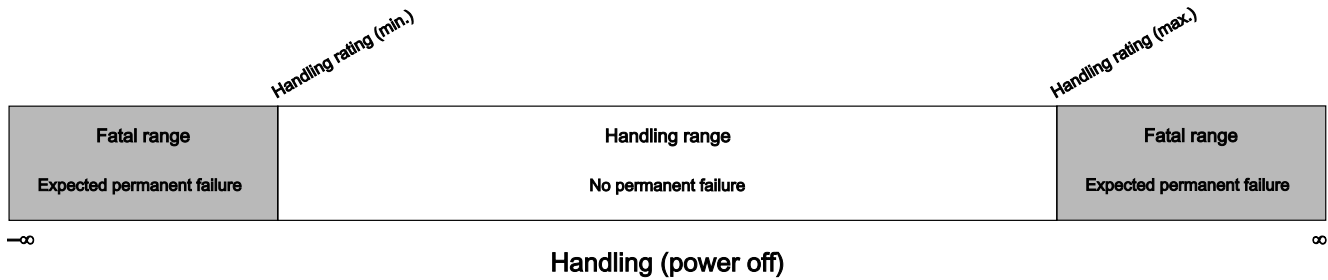 Handling rating (min.)
Handling rating (max.)
Fatal range
Handling range
Fatal range
Expected permanent failure
No permanent failure
Expected permanent failure
–∞
∞
Handling (power off)